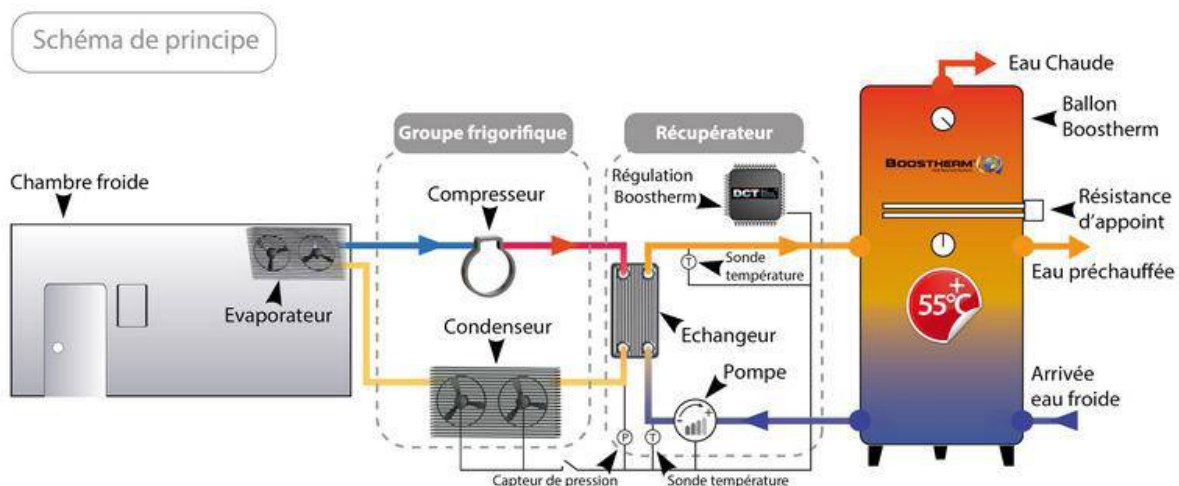 Schéma de principe
Eau Chaude
Ballon
Boostherm
Groupe frigorifique
Récupérateur
BOOSTHERM
Chambre froide
Compresseur
Régulation
Boostherm
DCT
Résistance
d'appoint
Sonde
température
Eau préchauffée
Evaporateur
Condenseur
Echangeur
55°C
+
Pompe
Arrivée
eau froide
- +
T
P
T
Capteur de pression
Sonde température